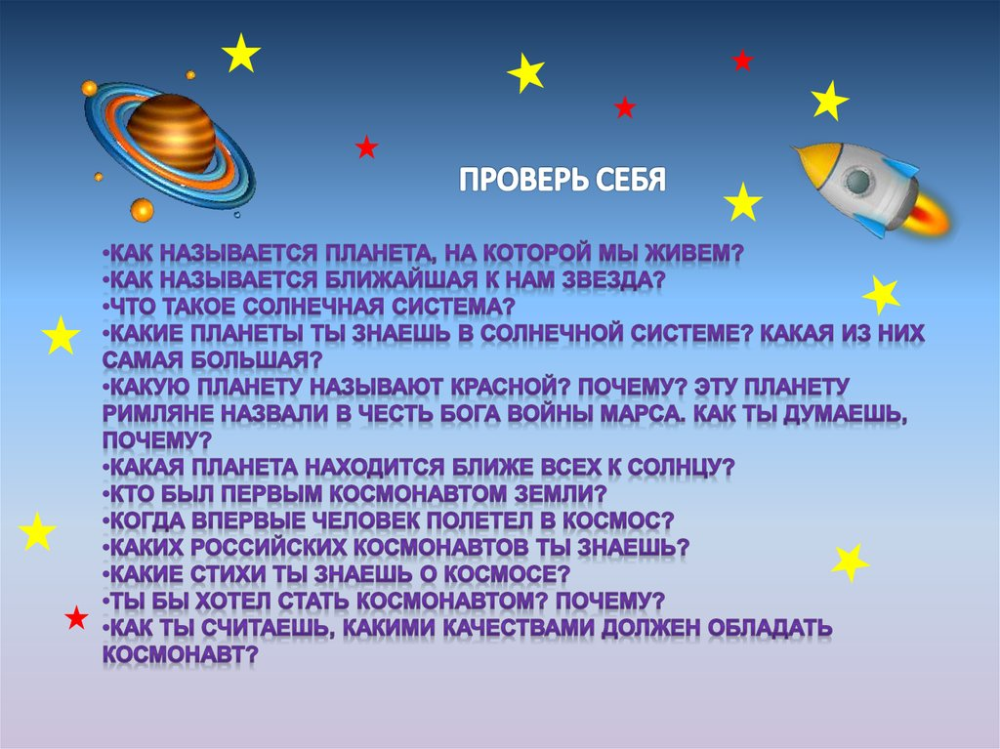 ПРОВЕРЬ СЕБЯ
•КАК НАЗЫВАЕТСЯ ПЛАНЕТА, НА КОТОРОЙ МЫ ЖИВЕМ?
•КАК НАЗЫВАЕТСЯ БЛИЖАЙШАЯ К НАМ ЗВЕЗДА?
•ЧТО ТАКОЕ СОЛНЕЧНАЯ СИСТЕМА?
•КАКИЕ ПЛАНЕТЫ ТЫ ЗНАЕШЬ В СОЛНЕЧНОЙ СИСТЕМЕ? КАКАЯ ИЗ НИХ
САМАЯ БОЛЬШАЯ?
•КАКУЮ ПЛАНЕТУ НАЗЫВАЮТ КРАСНОЙ? ПОЧЕМУ? ЭТУ ПЛАНЕТУ
РИМЛЯНЕ НАЗВАЛИ В ЧЕСТЬ БОГА ВОЙНЫ МАРСА. КАК ТЫ ДУМАЕШЬ,
ПОЧЕМУ?
•КАКАЯ ПЛАНЕТА НАХОДИТСЯ БЛИЖЕ ВСЕХ К СОЛНЦУ?
•КТО БЫЛ ПЕРВЫМ КОСМОНАВТОМ ЗЕМЛИ?
•КОГДА ВПЕРВЫЕ ЧЕЛОВЕК ПОЛЕТЕЛ В КОСМОС?
•КАКИХ РОССИЙСКИХ КОСМОНАВТОВ ТЫ ЗНАЕШЬ?
•КАКИЕ СТИХИ ТЫ ЗНАЕШЬ О КОСМОСЕ?
•ТЫ БЫ ХОТЕЛ СТАТЬ КОСМОНАВТОМ? ПОЧЕМУ?
•КАК ТЫ СЧИТАЕШЬ, КАКИМИ КАЧЕСТВАМИ ДОЛЖЕН ОБЛАДАТЬ
КОСМОНАВТ?